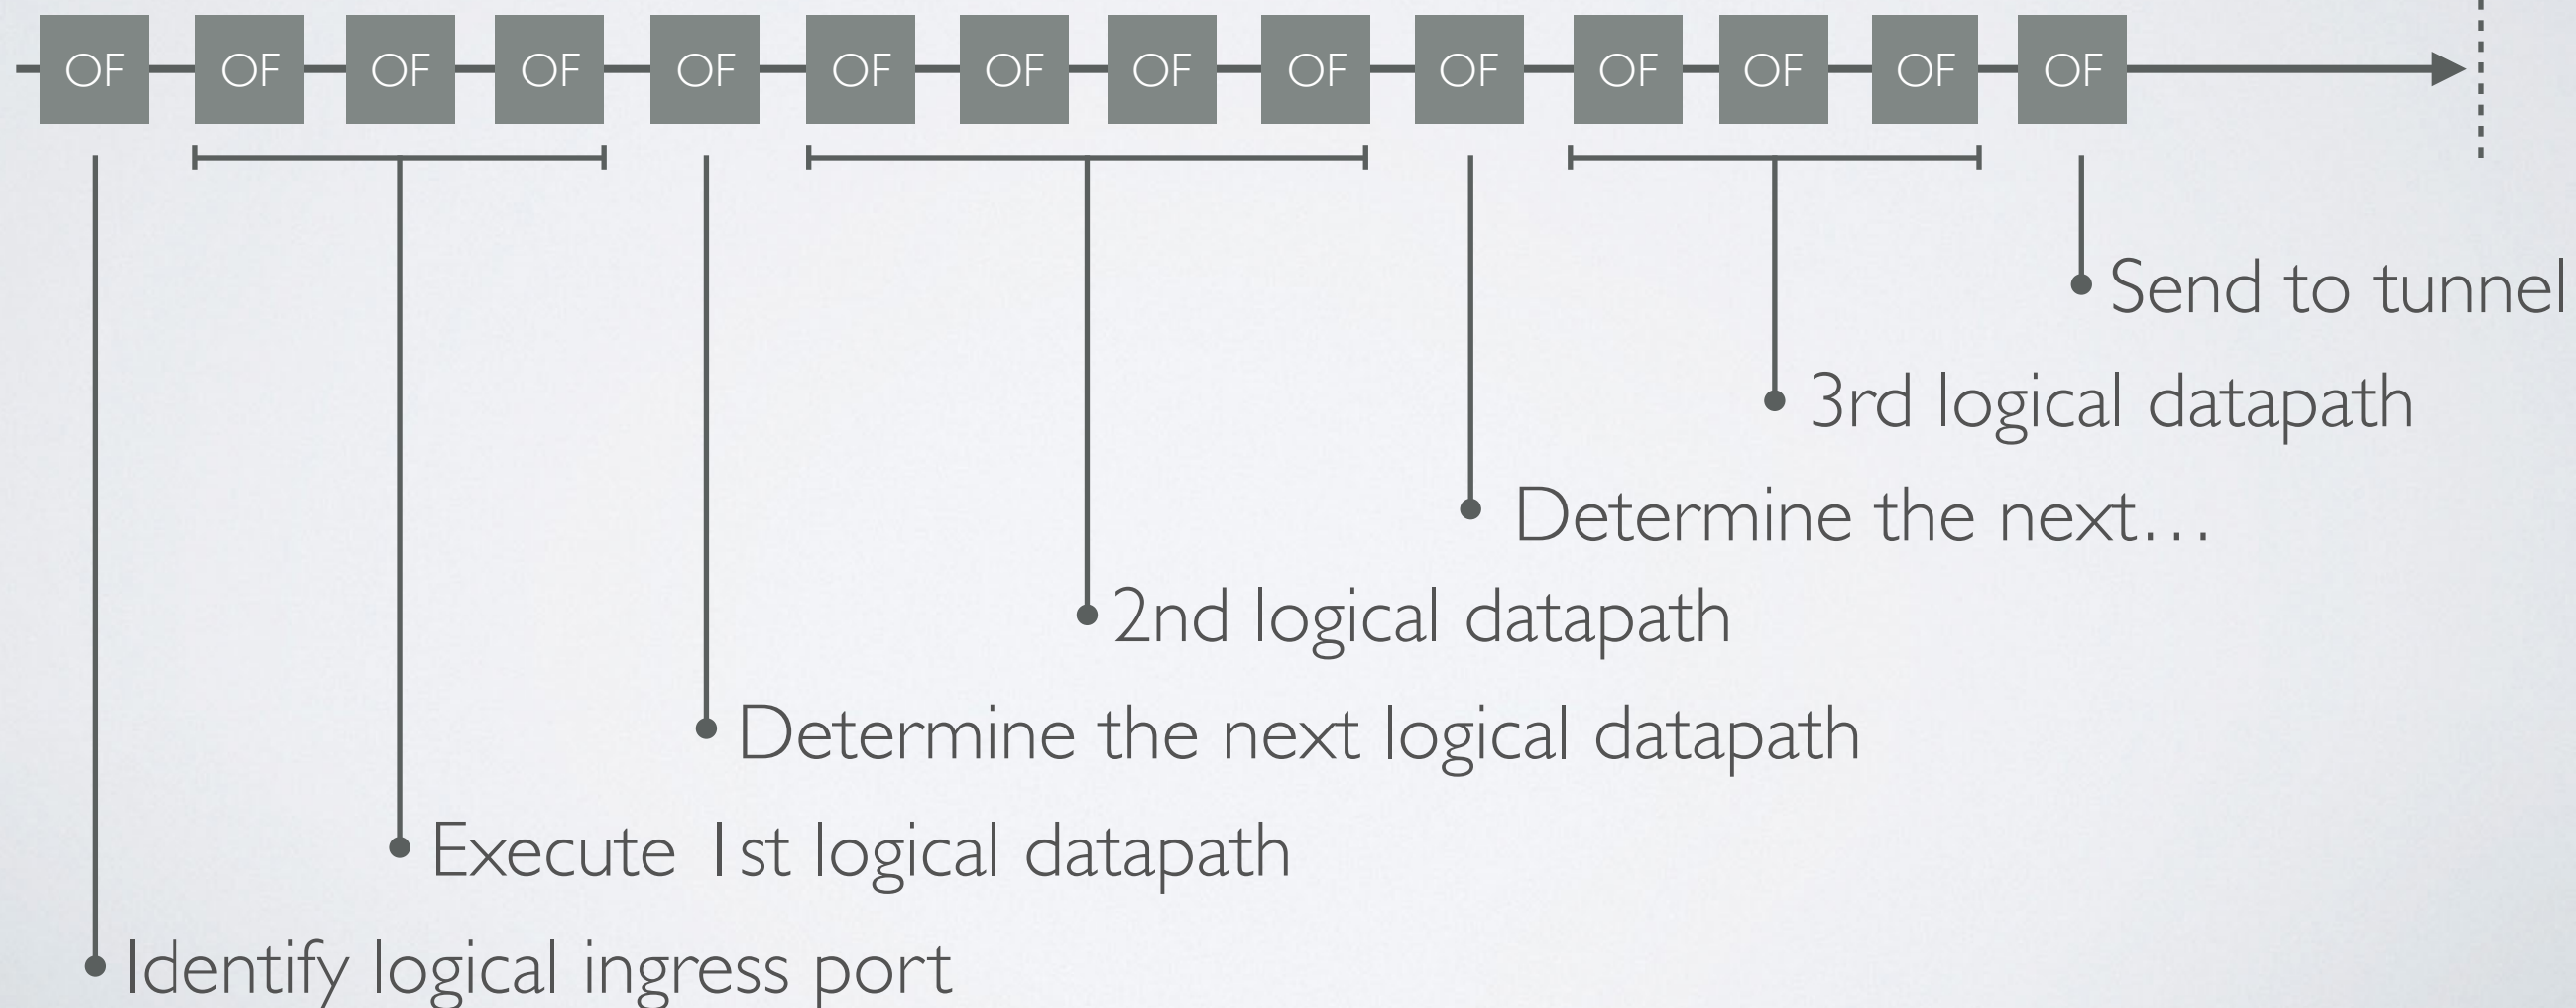 OF OF OF OF OF OF OF OF OF OF OF OF OF OF
Send to tunnel
3rd logical datapath
Determine the next…
2nd logical datapath
Determine the next logical datapath
Execute 1st logical datapath
Identify logical ingress port